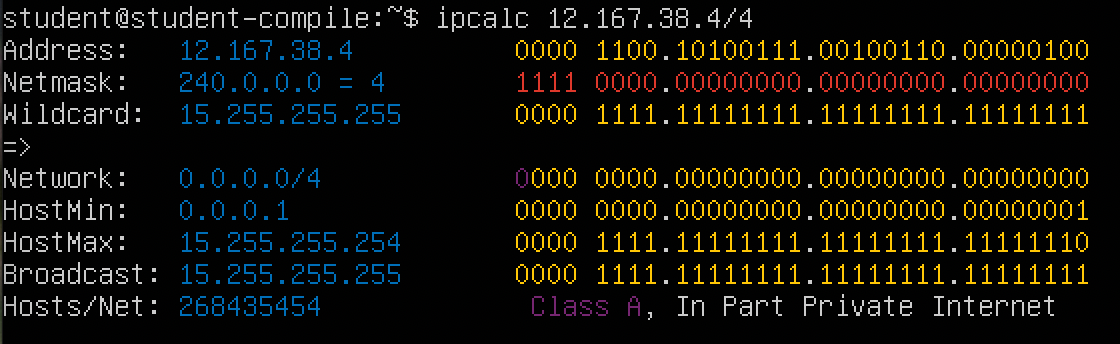 student@student-compile:~$ ipcalc 12.167.38.4/4
Address:   12.167.38.4          0000 1100.10100111.00100110.00000100
Netmask:   240.0.0.0 = 4        1111 0000.00000000.00000000.00000000
Wildcard:  15.255.255.255       0000 1111.11111111.11111111.11111111
=>
Network:   0.0.0.0/4            0000 0000.00000000.00000000.00000000
HostMin:   0.0.0.1              0000 0000.00000000.00000000.00000001
HostMax:   15.255.255.254       0000 1111.11111111.11111111.11111110
Broadcast: 15.255.255.255       0000 1111.11111111.11111111.11111111
Hosts/Net: 268435454             Class A, In Part Private Internet